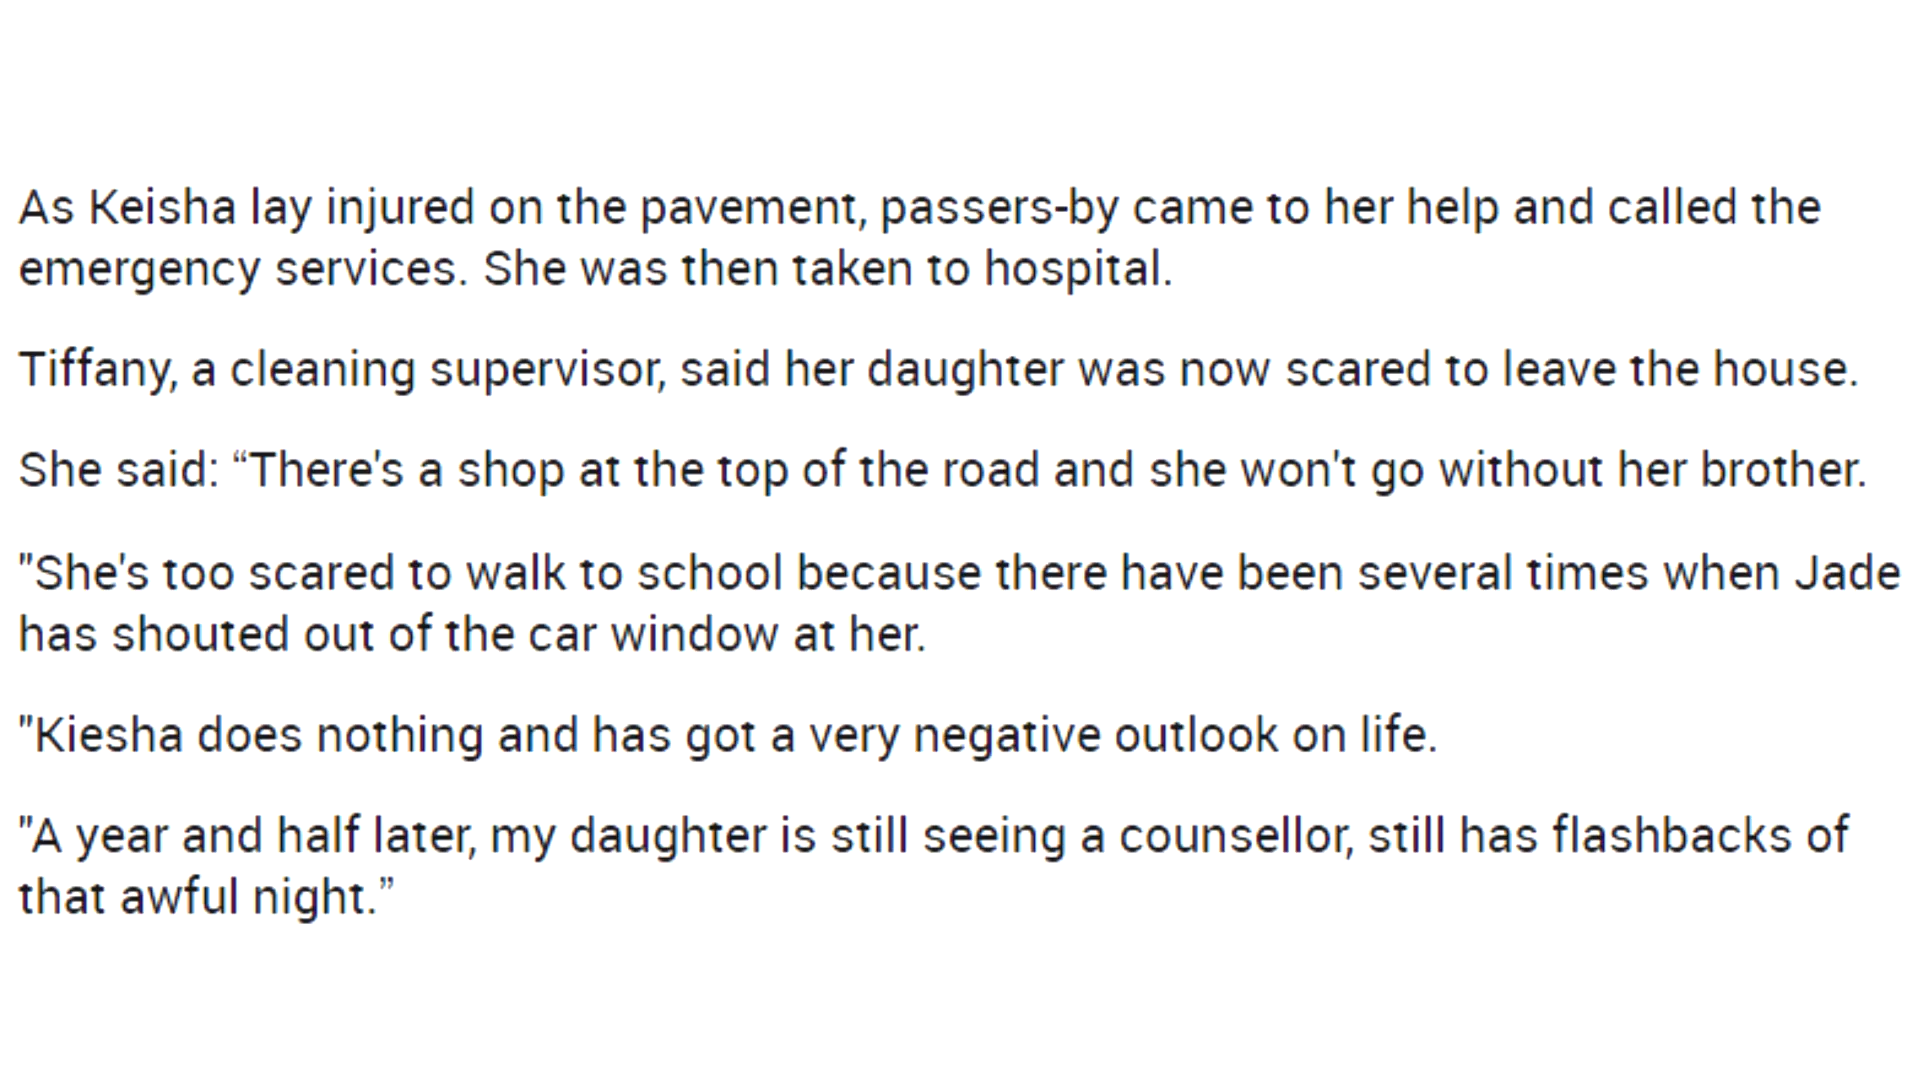 As Keisha lay injured on the pavement, passers-by came to her help and called the
emergency services. She was then taken to hospital.
Tiffany, a cleaning supervisor, said her daughter was now scared to leave the house.
She said: “There's a shop at the top of the road and she won't go without her brother.
"She's too scared to walk to school because there have been several times when Jade
has shouted out of the car window at her.
"Kiesha does nothing and has got a very negative outlook on life.
"A year and half later, my daughter is still seeing a counsellor, still has flashbacks of
that awful night.”